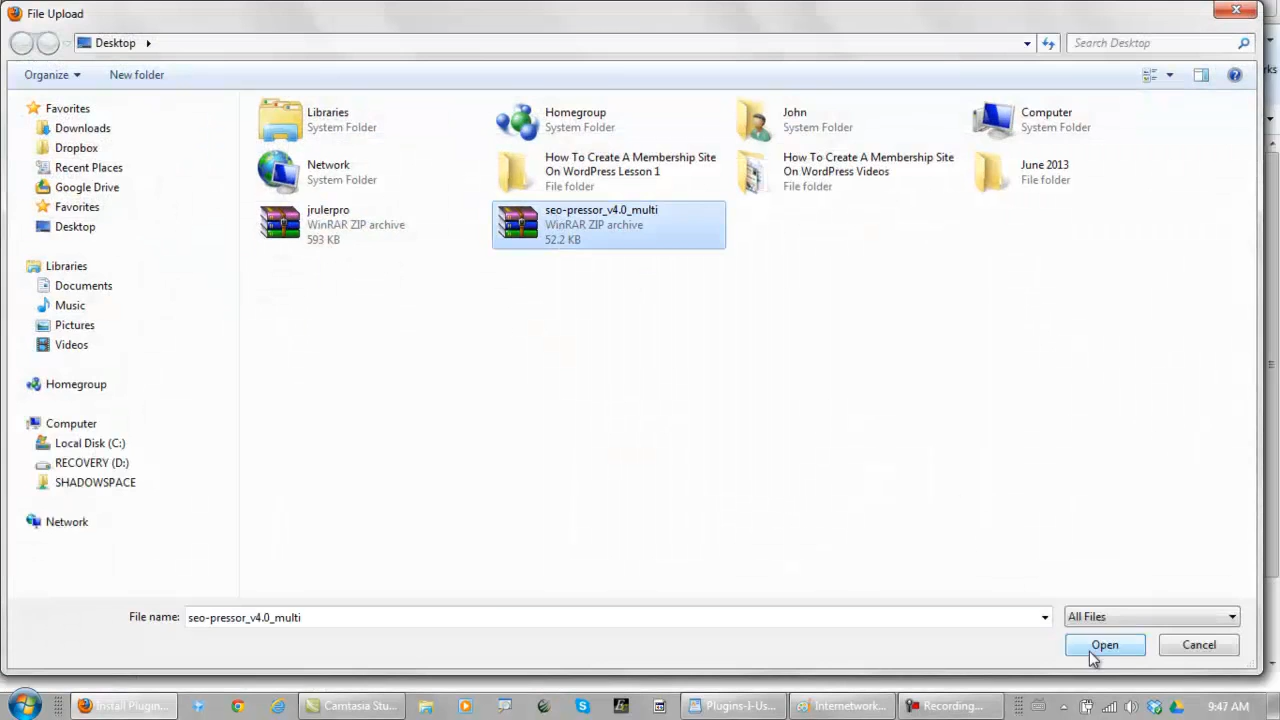 File Upload
Desktop
Search Desktop
Organize
New folder
Favorites
Downloads
Dropbox
Recent Places
Google Drive
Favorites
Desktop
Libraries
Documents
Music
Pictures
Videos
Homegroup
Computer
Local Disk (C:)
RECOVERY (D:)
SHADOWSPACE
Network
Libraries
System Folder
Homegroup
System Folder
John
System Folder
Computer
System Folder
Network
System Folder
How To Create A Membership Site
On WordPress Lesson 1
File folder
How To Create A Membership Site
On WordPress Videos
File folder
June 2013
File folder
jrulerpro
WinRAR ZIP archive
593 KB
seo-pressor_v4.0_multi
WinRAR ZIP archive
52.2 KB
File name:
seo-pressor_v4.0_multi
All Files
Open
Cancel
Install Plugin...
Camtasia Stu...
Plugins-I-Us...
Internetwork...
Recording...
9:47 AM